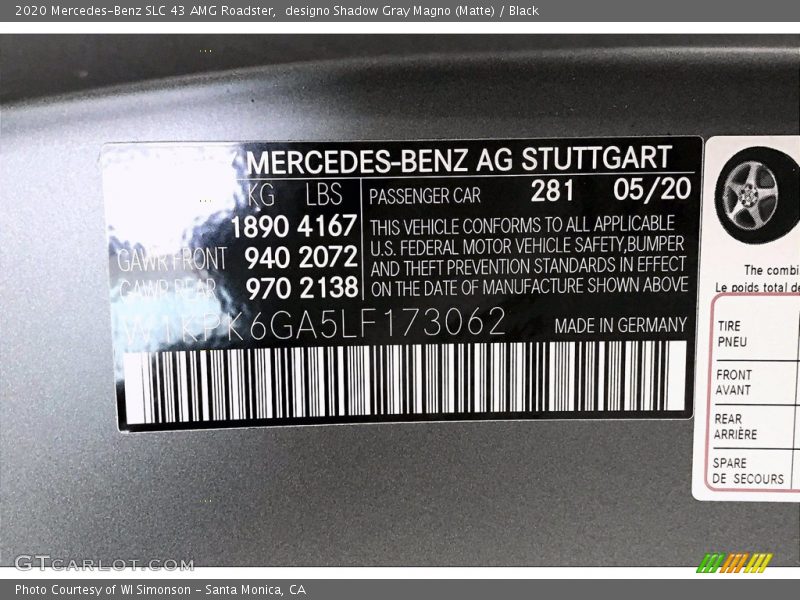 2020 Mercedes-Benz SLC 43 AMG Roadster, designo Shadow Gray Magno (Matte) / Black
MERCEDES-BENZ AG STUTTGART
KG LBS PASSENGER CAR 281 05/20
1890 4167
GAWR FRONT 940 2072
GAWR REAR 970 2138
THIS VEHICLE CONFORMS TO ALL APPLICABLE
U.S. FEDERAL MOTOR VEHICLE SAFETY,BUMPER
AND THEFT PREVENTION STANDARDS IN EFFECT
ON THE DATE OF MANUFACTURE SHOWN ABOVE
W1KPK6GA5LF173062 MADE IN GERMANY
The combi
Le poids total de
TIRE
PNEU
FRONT
AVANT
REAR
ARRIÈRE
SPARE
DE SECOURS
GTCARLOT.COM
Photo Courtesy of WI Simonson - Santa Monica, CA